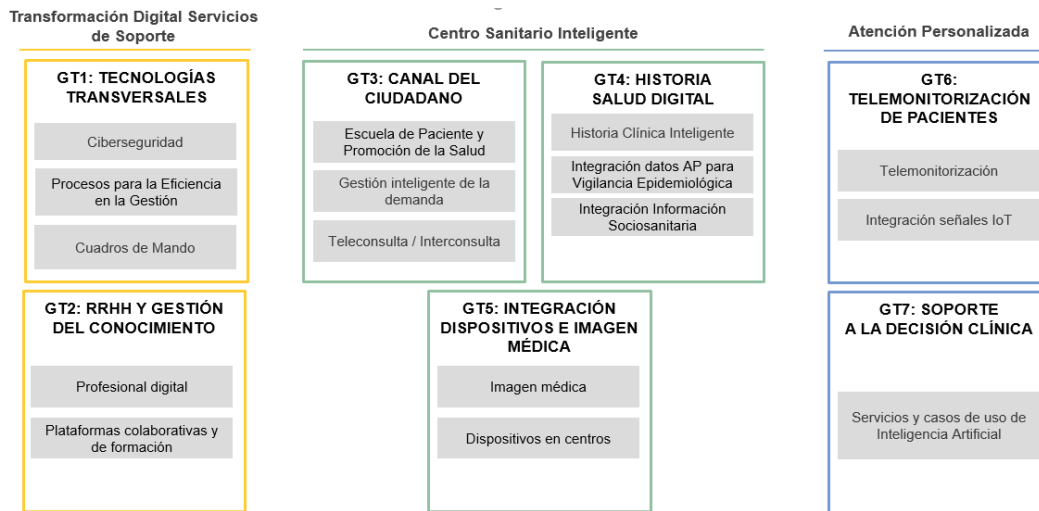 Transformación Digital Servicios
de Soporte
Centro Sanitario Inteligente
Atención Personalizada
GT1: TECNOLOGÍAS
TRANSVERSALES
Ciberseguridad
Procesos para la Eficiencia
en la Gestión
Cuadros de Mando
GT2: RRHH Y GESTIÓN
DEL CONOCIMIENTO
Profesional digital
Plataformas colaborativas y
de formación
GT3: CANAL DEL
CIUDADANO
Escuela de Paciente y
Promoción de la Salud
Gestión inteligente de la
demanda
Teleconsulta / Interconsulta
GT4: HISTORIA
SALUD DIGITAL
Historia Clínica Inteligente
Integración datos AP para
Vigilancia Epidemiológica
Integración Información
Sociosanitaria
GT5: INTEGRACIÓN
DISPOSITIVOS E IMAGEN
MÉDICA
Imagen médica
Dispositivos en centros
GT6:
TELEMONITORIZACIÓN
DE PACIENTES
Telemonitorización
Integración señales IoT
GT7: SOPORTE
A LA DECISIÓN CLÍNICA
Servicios y casos de uso de
Inteligencia Artificial